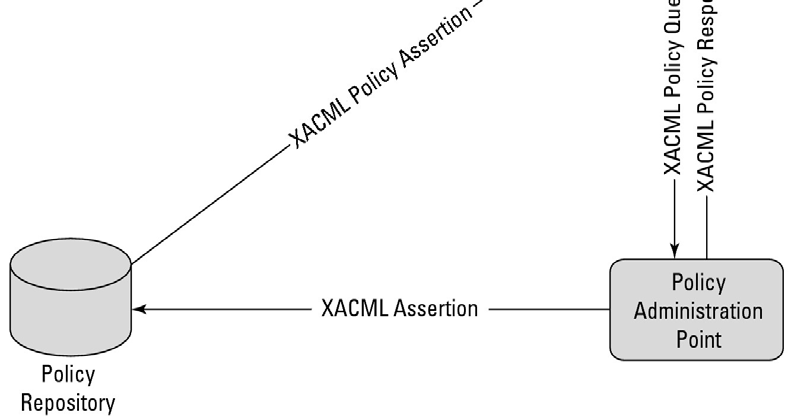 XACML Policy Assertion
XACML Policy
XACML Policy
Policy
Administration
Point
XACML Assertion
Policy
Repository